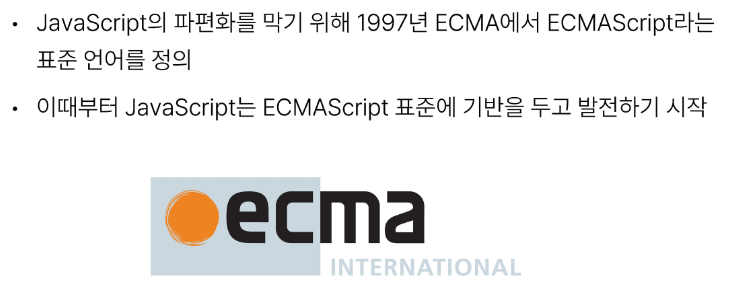 • JavaScript의 파편화를 막기 위해 1997년 ECMA에서 ECMAScript라는
표준 언어를 정의
• 이때부터 JavaScript는 ECMAScript 표준에 기반을 두고 발전하기 시작
ecma
INTERNATIONAL